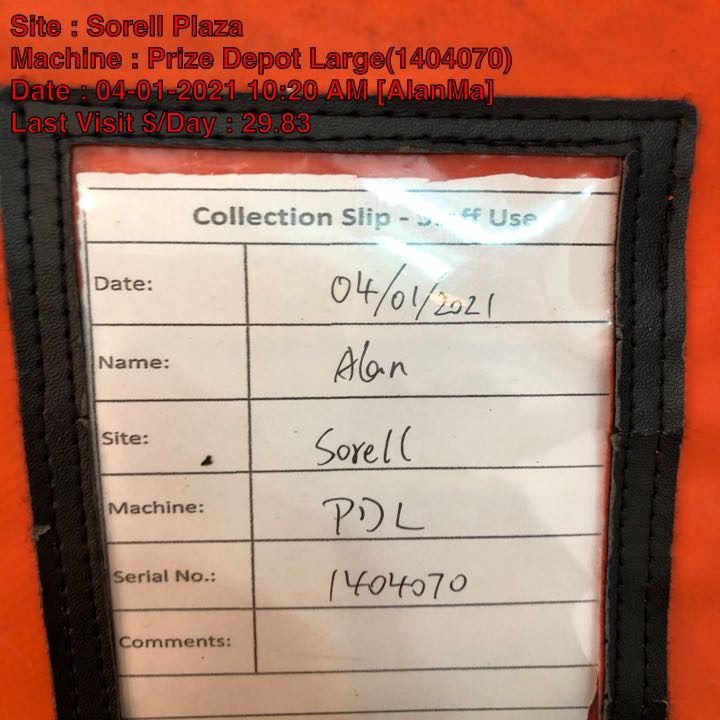 Site : Sorell Plaza
Machine : Prize Depot Large(1404070)
Date : 04-01-2021 10:20 AM [AlanMa]
Last Visit $/Day : 29.83
Collection Slip - Staff Use
Date: 04/01/2021
Name: Alan
Site: Sorell
Machine: PDL
Serial No.: 1404070
Comments: